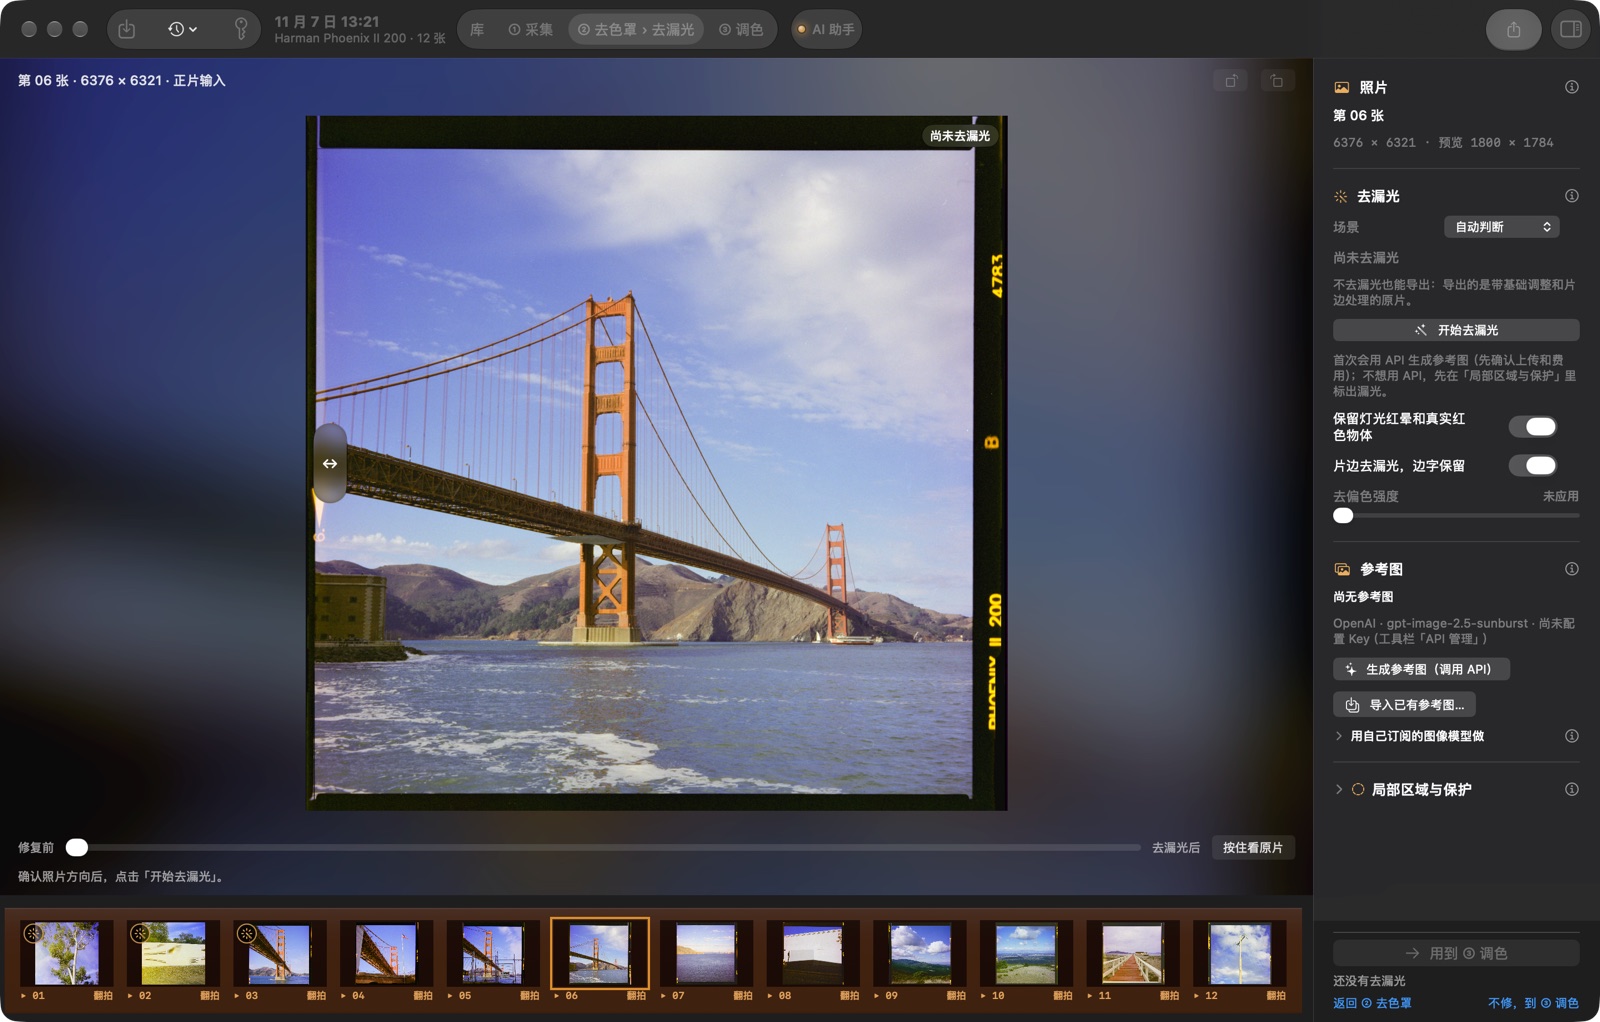 11 月 7 日 13:21
Harman Phoenix II 200 · 12 张
库
① 采集
② 去色罩 › 去漏光
③ 调色
AI 助手
第 06 张 · 6376 × 6321 · 正片输入
尚未去漏光
4783
B
PHOENIX II 200
修复前
去漏光后
按住看原片
确认照片方向后，点击「开始去漏光」。
照片
第 06 张
6376 × 6321 · 预览 1800 × 1784
去漏光
场景
自动判断
尚未去漏光
不去漏光也能导出：导出的是带基础调整和片
边处理的原片。
开始去漏光
首次会用 API 生成参考图（先确认上传和费
用）；不想用 API，先在「局部区域与保护」里
标出漏光。
保留灯光红晕和真实红
色物体
片边去漏光，边字保留
去偏色强度
未应用
参考图
尚无参考图
OpenAI · gpt-image-2.5-sunburst · 尚未配
置 Key（工具栏「API 管理」）
生成参考图（调用 API）
导入已有参考图...
用自己订阅的图像模型做
局部区域与保护
用到 ③ 调色
还没有去漏光
返回 ② 去色罩
不修，到 ③ 调色
01 翻拍
02 翻拍
03 翻拍
04 翻拍
05 翻拍
06 翻拍
07 翻拍
08 翻拍
09 翻拍
10 翻拍
11 翻拍
12 翻拍